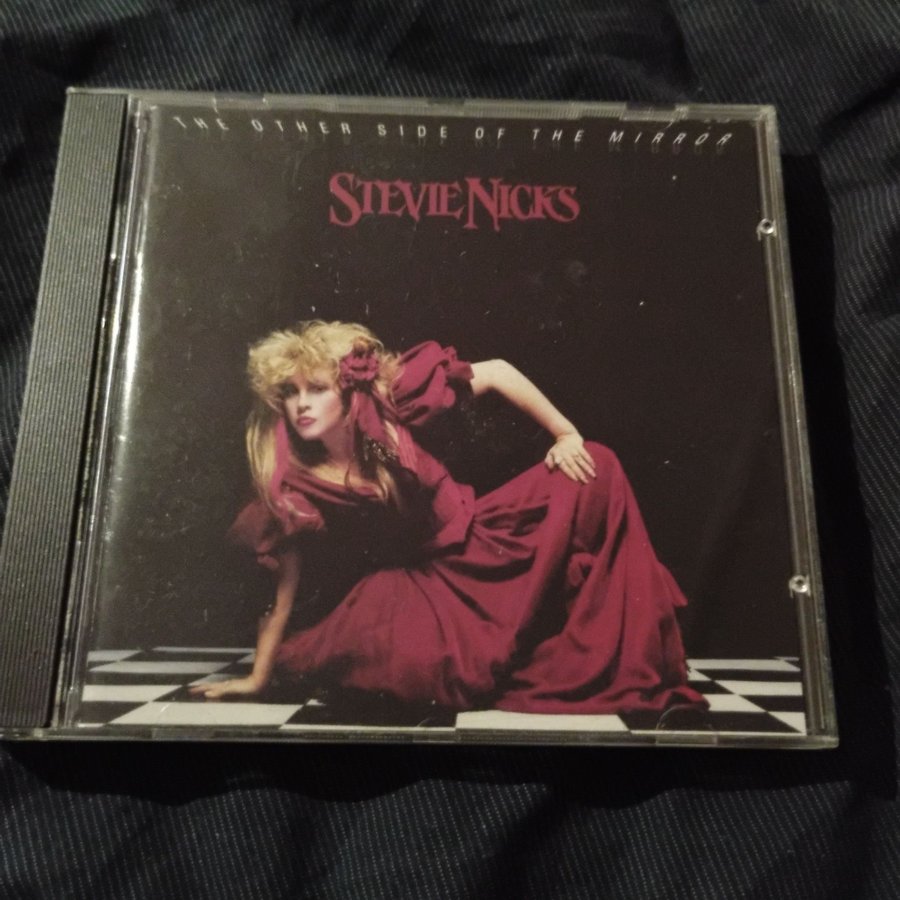 THE OTHER SIDE OF THE MIRROR
STEVIE NICKS